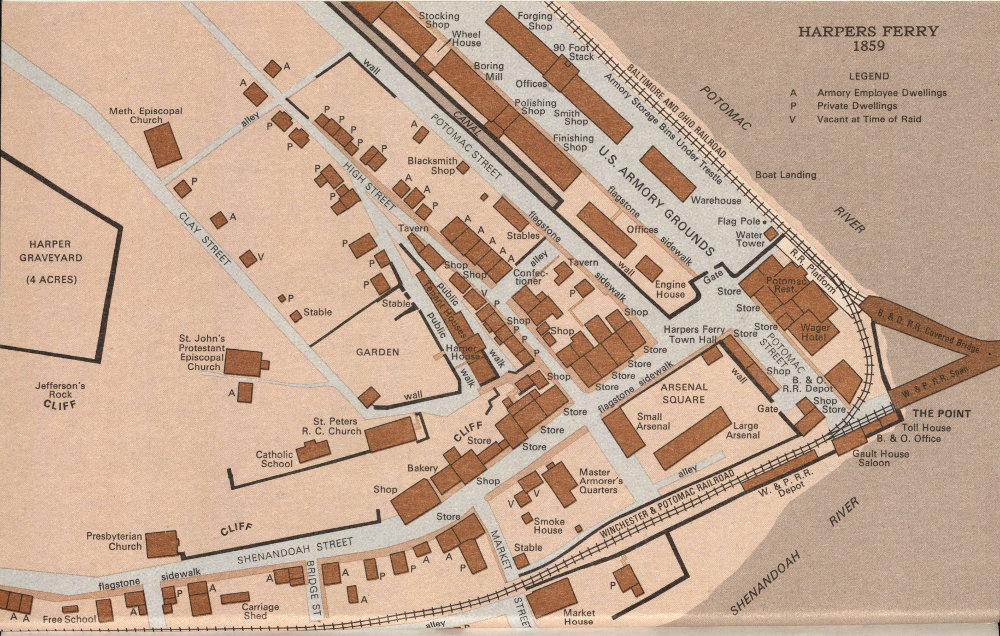 HARPERS FERRY
1859
LEGEND
A Armory Employee Dwellings
P Private Dwellings
V Vacant at Time of Raid
Stocking
Shop
Wheel
House
Boring
Mill
Forging
Shop
90 Foot
Stack
Offices
Polishing
Shop
Smith
Shop
Finishing
Shop
BALTIMORE AND OHIO RAILROAD
Armory Storage Bins Under Trestle
POTOMAC
RIVER
Boat Landing
U.S. ARMORY GROUNDS
Warehouse
Flag Pole
Water
Tower
R.R. Platform
flagstone
sidewalk
Offices
Engine
House
wall
Gate
CANAL
POTOMAC STREET
wall
A
A
alley
Meth. Episcopal
Church
P
P
P
P
P
P
P
P
A
Blacksmith
Shop
HIGH STREET
P
P
A
A
P
P
A
CLAY STREET
V
P
Stable
HARPER
GRAVEYARD
(4 ACRES)
Tavern
Shop
Shop
A
A
A
A
Stables
flagstone
sidewalk
alley
Tavern
Confec-
tioner
P
P
P
Stable
public
Tenant Houses
public
walk
walk
V
P
P
P
P
Shop
Shop
Shop
Shop
Harper
House
GARDEN
wall
St. John's
Protestant
Episcopal
Church
A
Jefferson's
Rock
CLIFF
St. Peters
R. C. Church
Catholic
School
CLIFF
Store
Store
Store
Store
Store
Store
Potomac
Rest.
Wager
Hotel
Store
Store
Store
Harpers Ferry
Town Hall
Store
POTOMAC
STREET
Shop
wall
flagstone sidewalk
ARSENAL
SQUARE
Small
Arsenal
Large
Arsenal
Gate
B. & O.
R.R. Depot
Shop
Store
B. & O. R.R. Covered Bridge
W. & P. R.R. Span
THE POINT
Toll House
B. & O. Office
Gault House
Saloon
W. & P. R.R.
Depot
alley
WINCHESTER & POTOMAC RAILROAD
Bakery
Shop
Shop
Store
Master
Armorer's
Quarters
V
V
Smoke
House
Stable
MARKET
STREET
Presbyterian
Church
CLIFF
SHENANDOAH STREET
flagstone
sidewalk
BRIDGE ST
A
A
Free School
A
P
A
Carriage
Shed
A
A
A
P
P
A
A
P
alley
Market
House
P
SHENANDOAH
RIVER